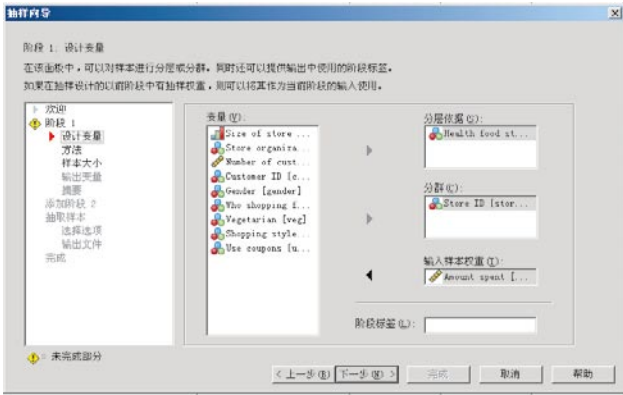 抽样向导
阶段 1: 设计变量
在该面板中，可以对样本进行分层或分群。同时还可以提供输出中使用的阶段标签。
如果在抽样设计的以前阶段中有抽样权重，则可以将其作为当前阶段的输入使用。
欢迎
阶段 1
设计变量
方法
样本大小
输出变量
摘要
添加阶段 2
抽取样本
选择选项
输出文件
完成
变量(V):
Size of store ...
Store organiza...
Number of cust...
Customer ID [c...
Gender [gender]
Who shopping f...
Vegetarian [veg]
Shopping style...
Use coupons [u...
分层依据(S):
Health food st...
分群(C):
Store ID [stor...
输入样本权重(I):
Amount spent [...
阶段标签(L):
: 未完成部分
< 上一步(B)
下一步(N) >
完成
取消
帮助